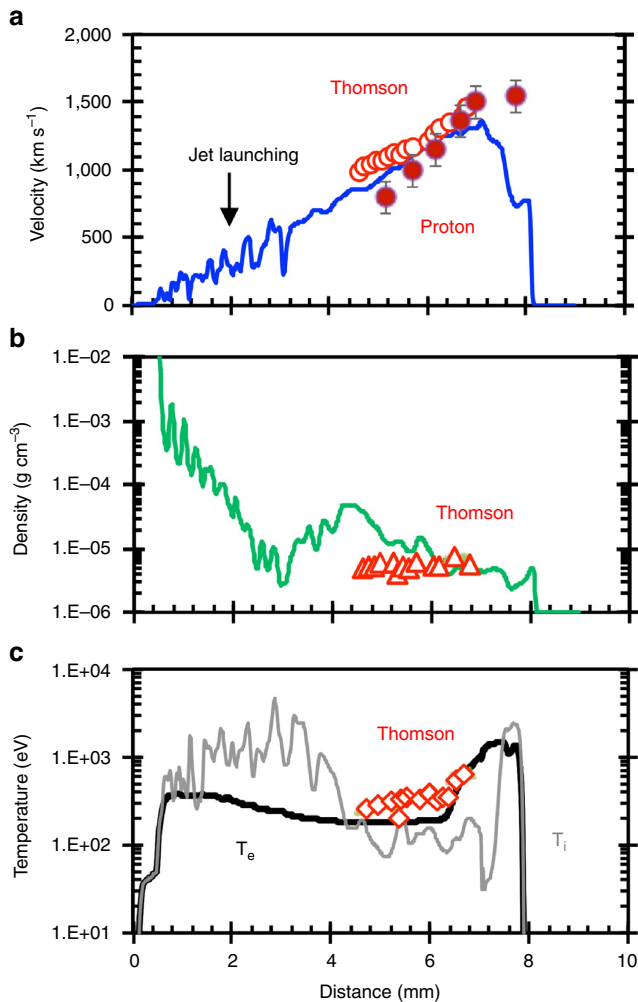 a
2,000
1,500
1,000
500
0
Velocity (km s⁻¹)
Thomson
Jet launching
Proton
b
1.E−02
1.E−03
1.E−04
1.E−05
1.E−06
Density (g cm⁻³)
Thomson
c
1.E+04
1.E+03
1.E+02
1.E+01
Temperature (eV)
Thomson
Te
Ti
0 2 4 6 8 10
Distance (mm)